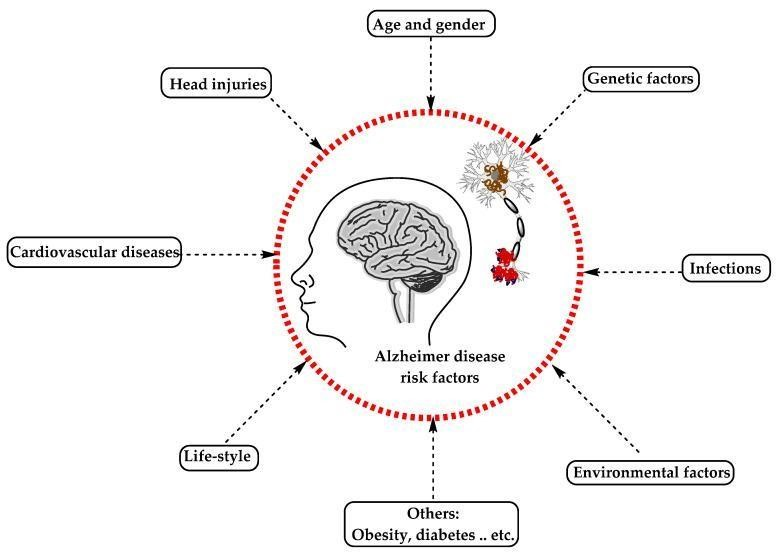 Age and gender
Head injuries
Genetic factors
Cardiovascular diseases
Infections
Alzheimer disease
risk factors
Life-style
Environmental factors
Others:
Obesity, diabetes .. etc.